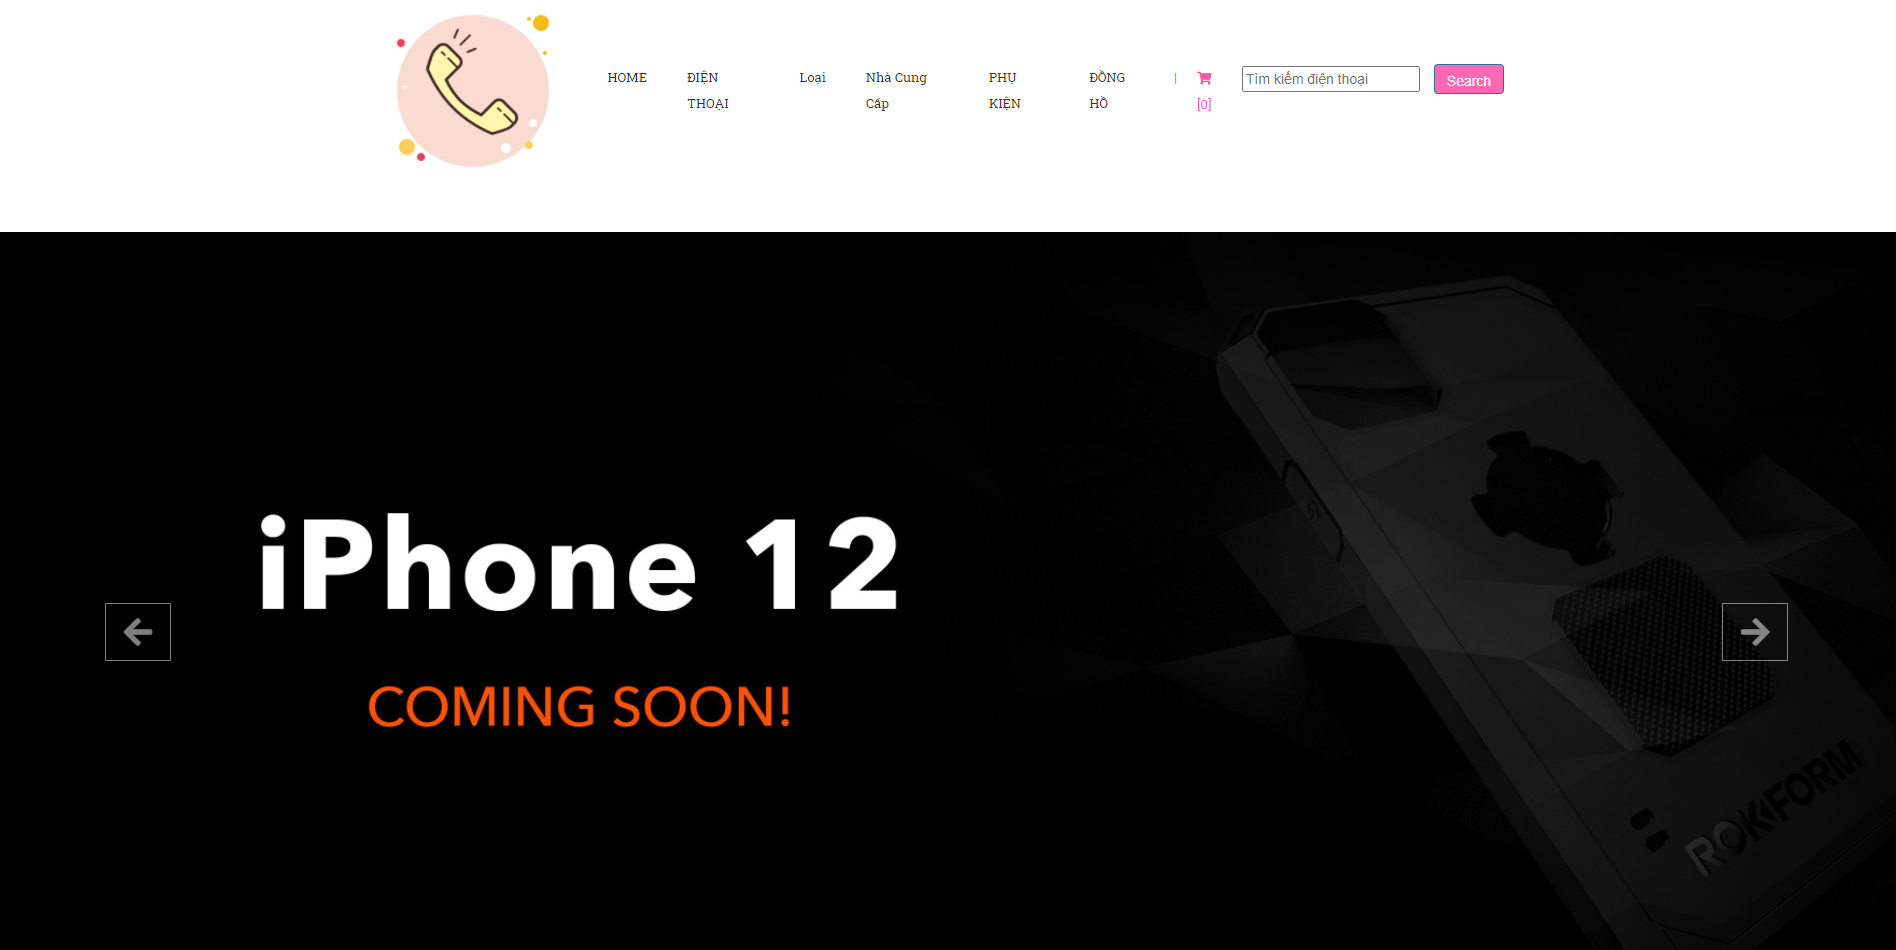 HOME
ĐIỆN
THOẠI
Loại
Nhà Cung
Cấp
PHỤ
KIỆN
ĐỒNG
HỒ
|
[0]
Tìm kiếm điện thoại
Search
iPhone 12
COMING SOON!
ROKFORM